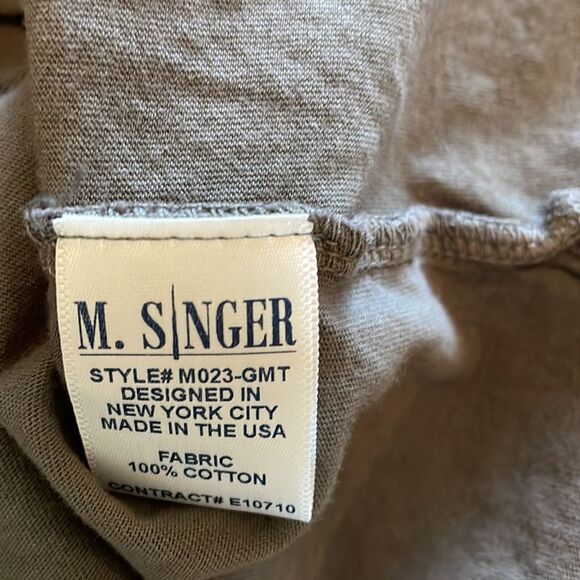 M. SINGER
STYLE# M023-GMT
DESIGNED IN
NEW YORK CITY
MADE IN THE USA
FABRIC
100% COTTON
CONTRACT# E10710